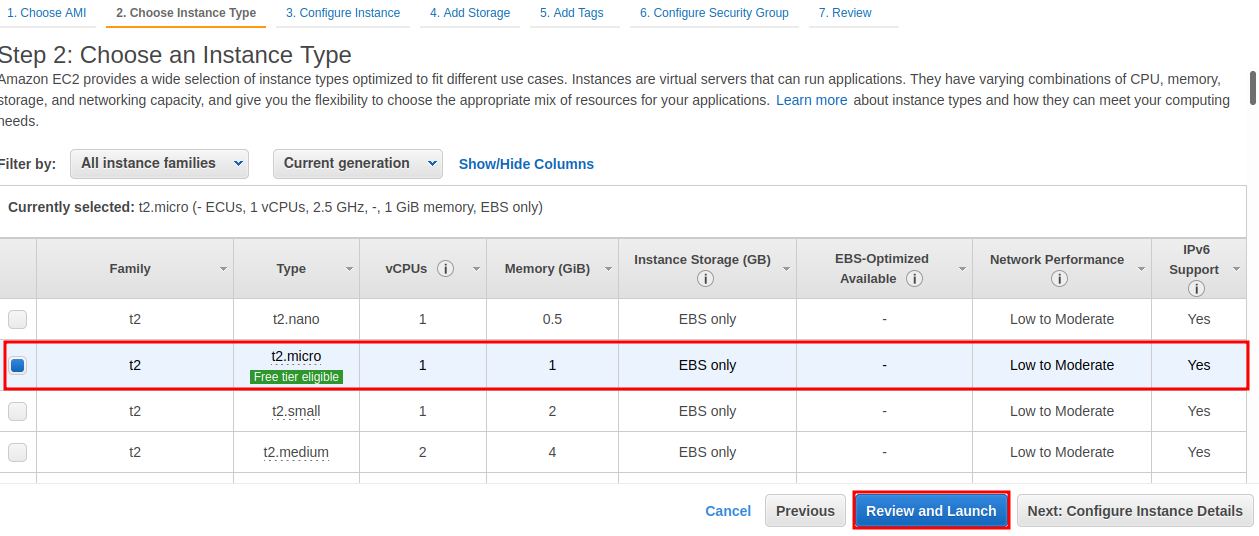 1. Choose AMI 2. Choose Instance Type 3. Configure Instance 4. Add Storage 5. Add Tags 6. Configure Security Group 7. Review
Step 2: Choose an Instance Type
Amazon EC2 provides a wide selection of instance types optimized to fit different use cases. Instances are virtual servers that can run applications. They have varying combinations of CPU, memory,
storage, and networking capacity, and give you the flexibility to choose the appropriate mix of resources for your applications. Learn more about instance types and how they can meet your computing
needs.
Filter by: All instance families Current generation Show/Hide Columns
Currently selected: t2.micro (- ECUs, 1 vCPUs, 2.5 GHz, -, 1 GiB memory, EBS only)
Family Type vCPUs Memory (GiB) Instance Storage (GB) EBS-Optimized Available Network Performance IPv6 Support
t2 t2.nano 1 0.5 EBS only - Low to Moderate Yes
t2 t2.micro Free tier eligible 1 1 EBS only - Low to Moderate Yes
t2 t2.small 1 2 EBS only - Low to Moderate Yes
t2 t2.medium 2 4 EBS only - Low to Moderate Yes
Cancel Previous Review and Launch Next: Configure Instance Details